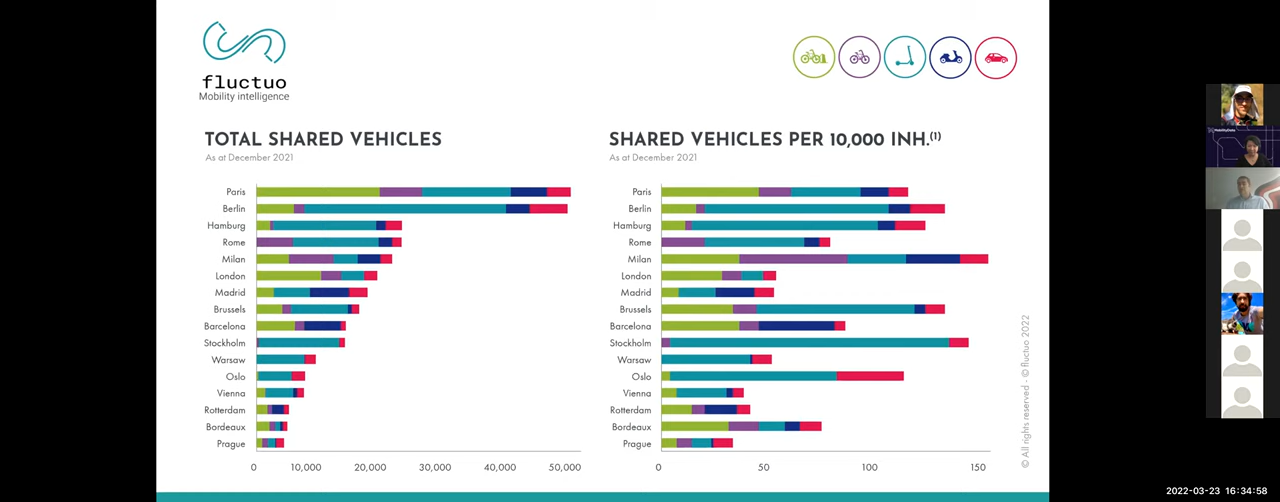 fluctuo
Mobility intelligence
TOTAL SHARED VEHICLES
As at December 2021
Paris
Berlin
Hamburg
Rome
Milan
London
Madrid
Brussels
Barcelona
Stockholm
Warsaw
Oslo
Vienna
Rotterdam
Bordeaux
Prague
0 10,000 20,000 30,000 40,000 50,000
SHARED VEHICLES PER 10,000 INH.(1)
As at December 2021
Paris
Berlin
Hamburg
Rome
Milan
London
Madrid
Brussels
Barcelona
Stockholm
Warsaw
Oslo
Vienna
Rotterdam
Bordeaux
Prague
0 50 100 150
© All rights reserved - © fluctuo 2022
MobilityData
2022-03-23 16:34:58